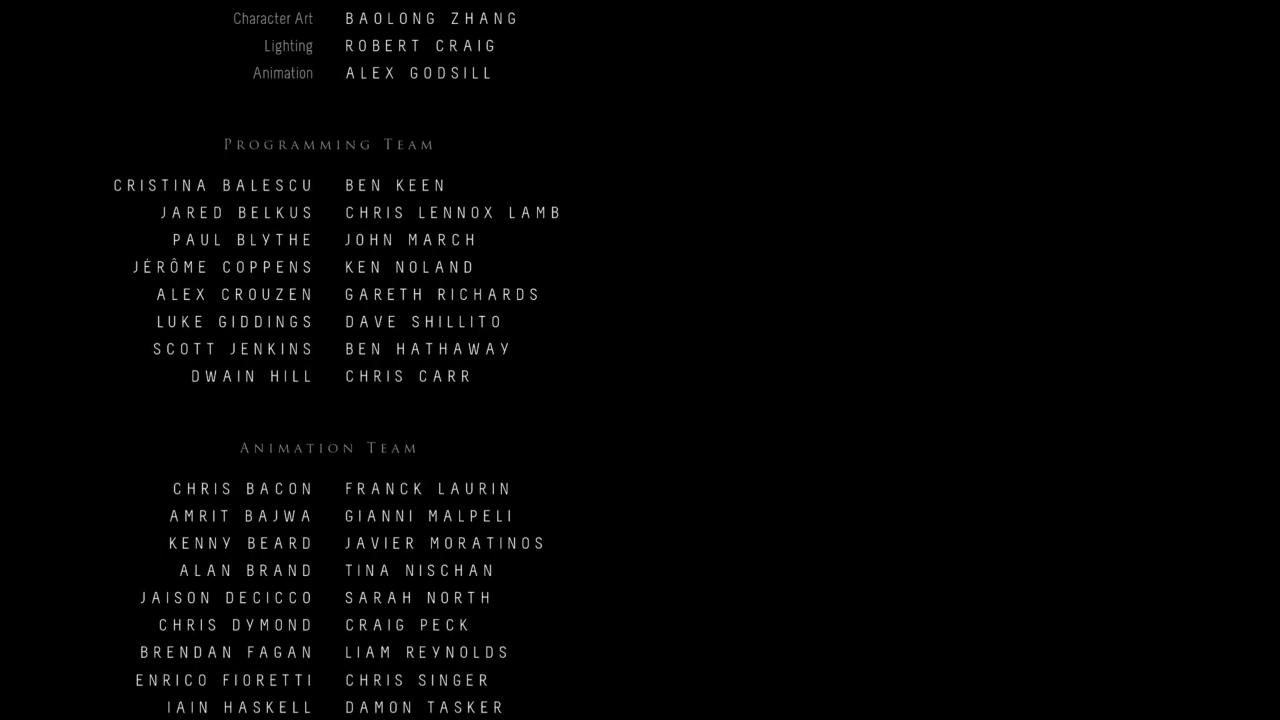 Character Art BAOLONG ZHANG
Lighting ROBERT CRAIG
Animation ALEX GODSILL
PROGRAMMING TEAM
CRISTINA BALESCU BEN KEEN
JARED BELKUS CHRIS LENNOX LAMB
PAUL BLYTHE JOHN MARCH
JÉRÔME COPPENS KEN NOLAND
ALEX CROUZEN GARETH RICHARDS
LUKE GIDDINGS DAVE SHILLITO
SCOTT JENKINS BEN HATHAWAY
DWAIN HILL CHRIS CARR
ANIMATION TEAM
CHRIS BACON FRANCK LAURIN
AMRIT BAJWA GIANNI MALPELI
KENNY BEARD JAVIER MORATINOS
ALAN BRAND TINA NISCHAN
JAISON DECICCO SARAH NORTH
CHRIS DYMOND CRAIG PECK
BRENDAN FAGAN LIAM REYNOLDS
ENRICO FIORETTI CHRIS SINGER
IAIN HASKELL DAMON TASKER